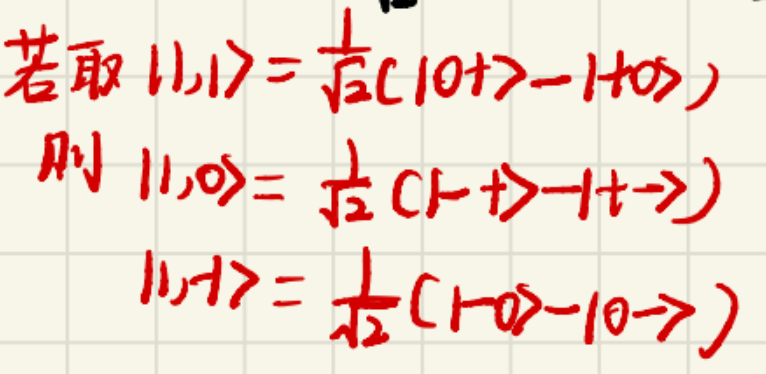 若取 |1,1> = 1/√2 (|0+> - |+0>)
则 |1,0> = 1/√2 (|-+> - |+->)
|1,-1> = 1/√2 (|-0> - |0->)